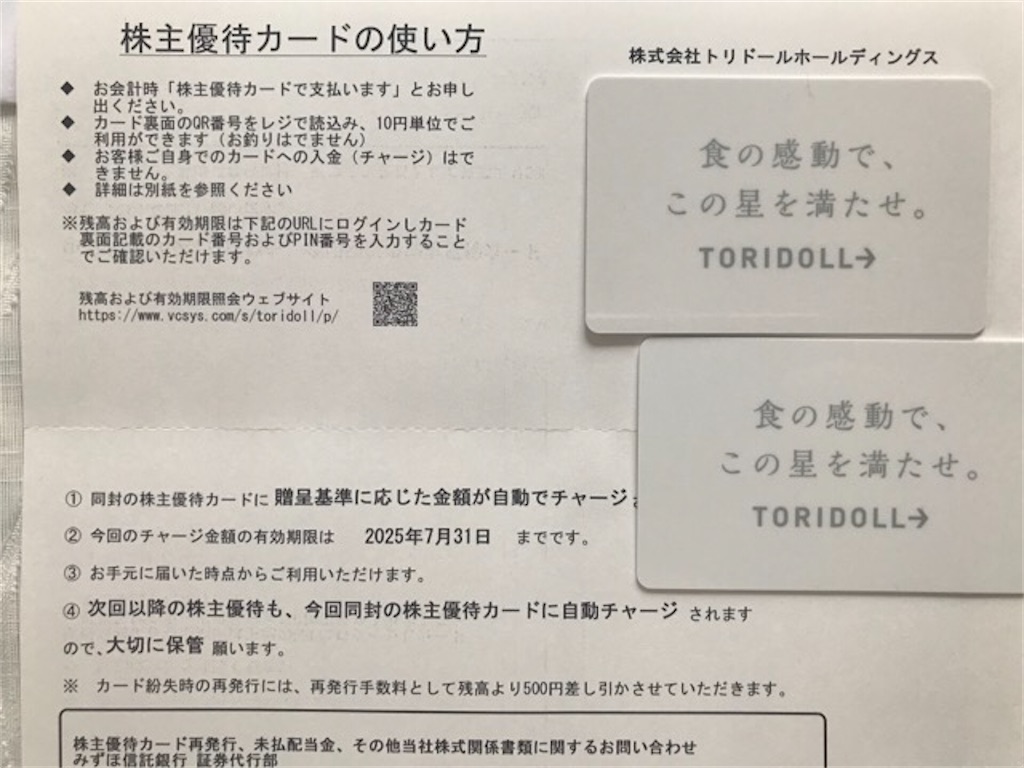 株主優待カードの使い方
◆ お会計時「株主優待カードで支払います」とお申し
出ください。
◆ カード裏面のQR番号をレジで読込み、10円単位でご
利用ができます（お釣りはでません）
◆ お客様ご自身でのカードへの入金（チャージ）はで
きません。
◆ 詳細は別紙を参照ください
※残高および有効期限は下記のURLにログインしカード
裏面記載のカード番号およびPIN番号を入力すること
でご確認いただけます。
残高および有効期限照会ウェブサイト
https://www.vcsys.com/s/toridoll/p/
株式会社トリドールホールディングス
食の感動で、
この星を満たせ。
TORIDOLL→
食の感動で、
この星を満たせ。
TORIDOLL→
① 同封の株主優待カードに 贈呈基準に応じた金額が自動でチャージ
② 今回のチャージ金額の有効期限は 2025年7月31日 までです。
③ お手元に届いた時点からご利用いただけます。
④ 次回以降の株主優待も、今回同封の株主優待カードに自動チャージ されます
ので、大切に保管 願います。
※ カード紛失時の再発行には、再発行手数料として残高より500円差し引かさせていただきます。
株主優待カード再発行、未払配当金、その他当社株式関係書類に関するお問い合わせ
みずほ信託銀行 証券代行部